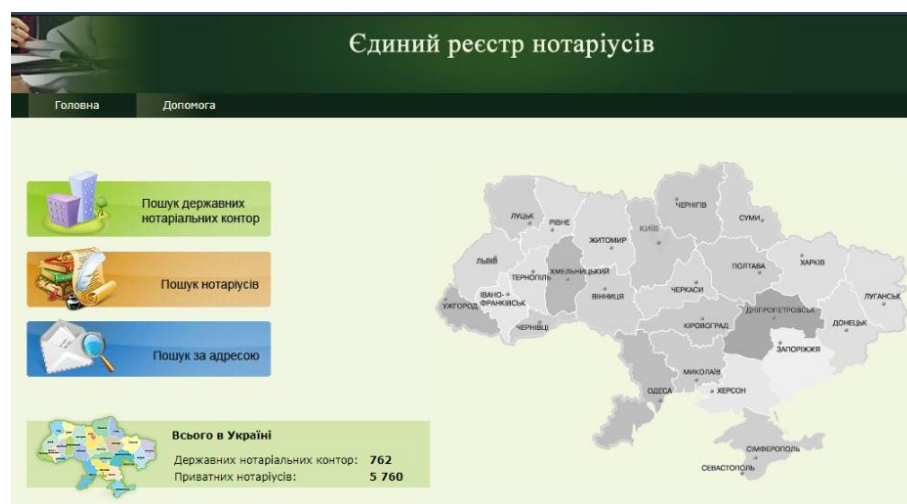 Єдиний реєстр нотаріусів
Головна
Допомога
Пошук державних
нотаріальних контор
Пошук нотаріусів
Пошук за адресою
Всього в Україні
Державних нотаріальних контор: 762
Приватних нотаріусів: 5 760
ЛУЦЬК
РІВНЕ
ЖИТОМИР
КИЇВ
ЧЕРНІГІВ
СУМИ
ЛЬВІВ
ТЕРНОПІЛЬ
ХМЕЛЬНИЦЬКИЙ
ВІННИЦЯ
ЧЕРКАСИ
ПОЛТАВА
ХАРКІВ
ЛУГАНСЬК
УЖГОРОД
ІВАНО-
ФРАНКІВСЬК
ЧЕРНІВЦІ
КІРОВОГРАД
ДНІПРОПЕТРОВСЬК
ДОНЕЦЬК
ЗАПОРІЖЖЯ
МИКОЛАЇВ
ОДЕСА
ХЕРСОН
СІМФЕРОПОЛЬ
СЕВАСТОПОЛЬ